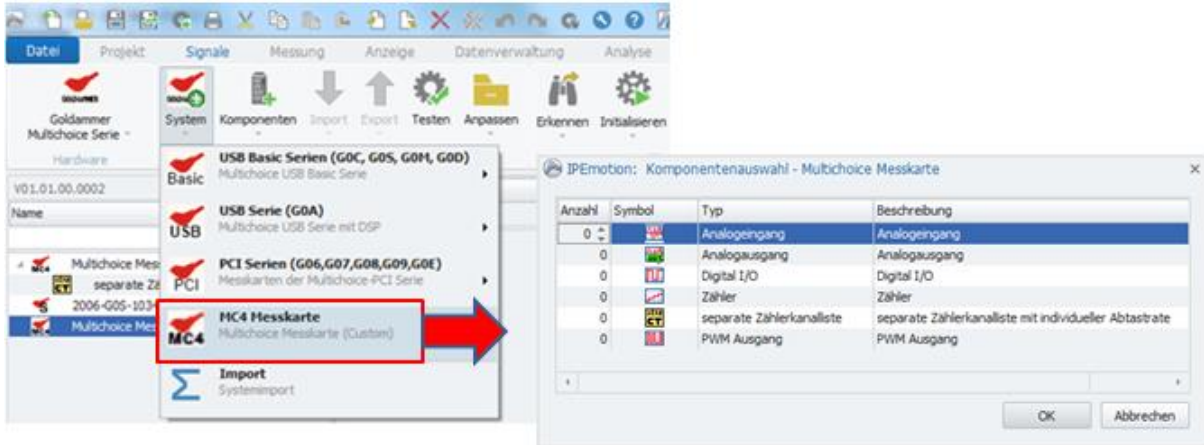 Datei Projekt Signale Messung Anzeige Datenverwaltung Analyse
Goldammer
Multichoice Serie
System Komponenten Import Export Testen Anpassen Erkennen Initialisieren
Hardware
V01.01.00.0002
Name
Multichoice Mes
separate Zä
2006-G0S-103
Multichoice Mes
Basic
USB Basic Serien (G0C, G0S, G0M, G0D)
Multichoice USB Basic Serie
USB
USB Serie (G0A)
Multichoice USB Serie mit DSP
PCI
PCI Serien (G06,G07,G08,G09,G0E)
Messkarten der Multichoice-PCI Serie
MC4
MC4 Messkarte
Multichoice Messkarte (Custom)
Import
Systemimport
IPEmotion: Komponentenauswahl - Multichoice Messkarte
Anzahl Symbol Typ Beschreibung
0 Analogeingang Analogeingang
0 Analogausgang Analogausgang
0 Digital I/O Digital I/O
0 Zähler Zähler
0 CT separate Zählerkanalliste separate Zählerkanalliste mit individueller Abtastrate
0 PWM Ausgang PWM Ausgang
OK Abbrechen